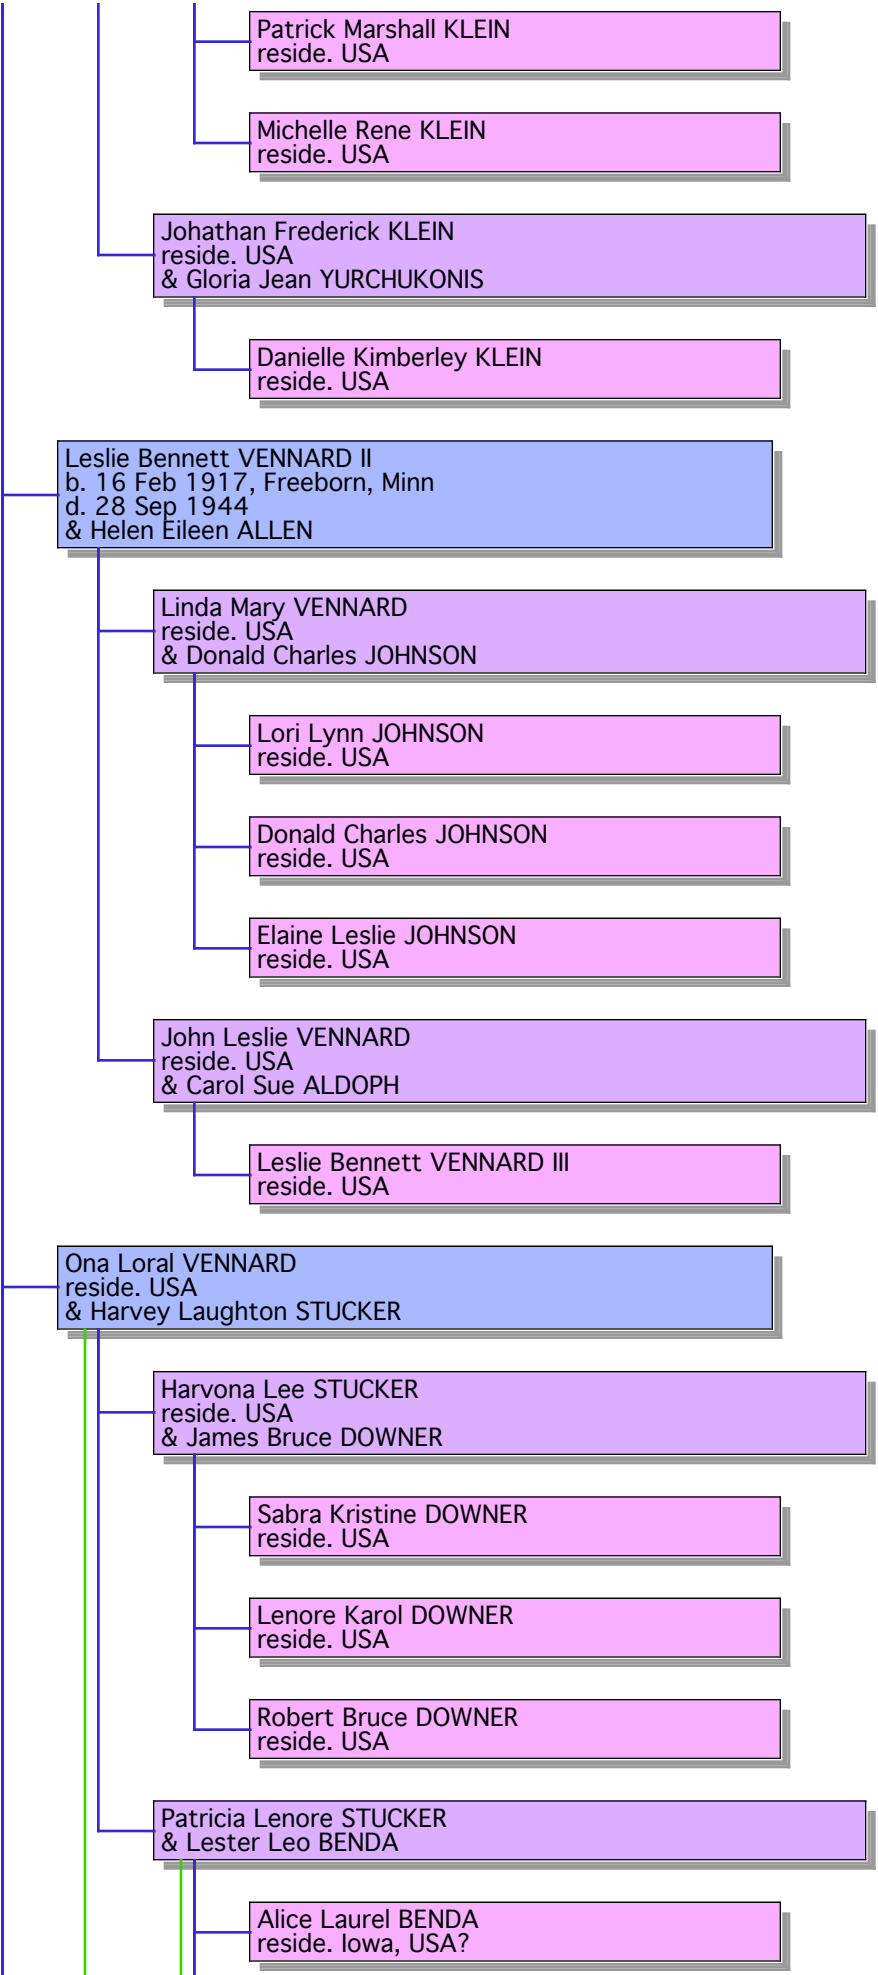 Patrick Marshall KLEIN
reside. USA
Michelle Rene KLEIN
reside. USA
Johathan Frederick KLEIN
reside. USA
& Gloria Jean YURCHUKONIS
Danielle Kimberley KLEIN
reside. USA
Leslie Bennett VENNARD II
b. 16 Feb 1917, Freeborn, Minn
d. 28 Sep 1944
& Helen Eileen ALLEN
Linda Mary VENNARD
reside. USA
& Donald Charles JOHNSON
Lori Lynn JOHNSON
reside. USA
Donald Charles JOHNSON
reside. USA
Elaine Leslie JOHNSON
reside. USA
John Leslie VENNARD
reside. USA
& Carol Sue ALDOPH
Leslie Bennett VENNARD III
reside. USA
Ona Loral VENNARD
reside. USA
& Harvey Laughton STUCKER
Harvona Lee STUCKER
reside. USA
& James Bruce DOWNER
Sabra Kristine DOWNER
reside. USA
Lenore Karol DOWNER
reside. USA
Robert Bruce DOWNER
reside. USA
Patricia Lenore STUCKER
& Lester Leo BENDA
Alice Laurel BENDA
reside. Iowa, USA?